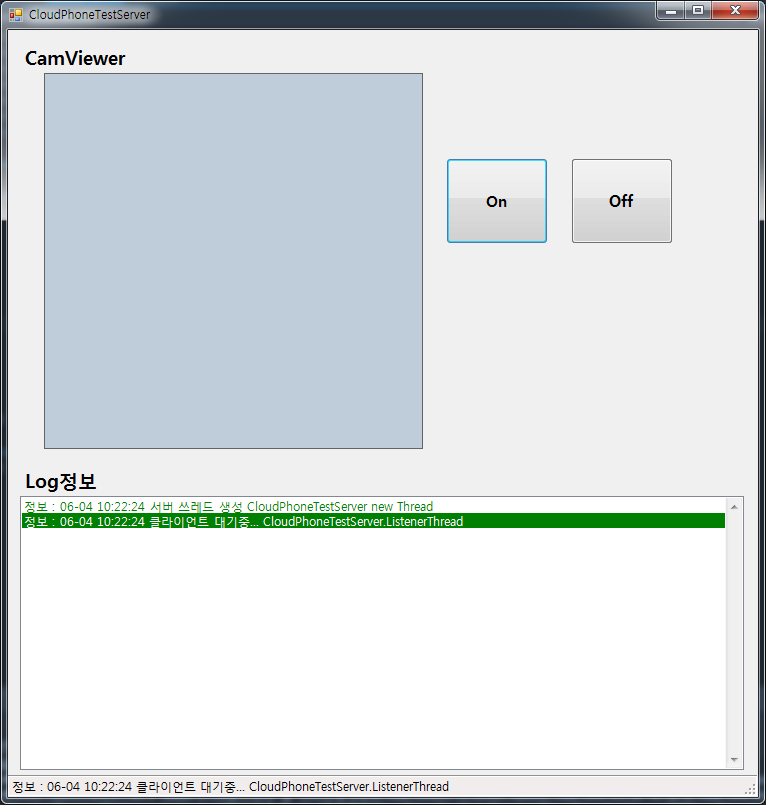 CloudPhoneTestServer
CamViewer
On
Off
Log정보
정보 : 06-04 10:22:24 서버 쓰레드 생성 CloudPhoneTestServer new Thread
정보 : 06-04 10:22:24 클라이언트 대기중... CloudPhoneTestServer.ListenerThread
정보 : 06-04 10:22:24 클라이언트 대기중... CloudPhoneTestServer.ListenerThread